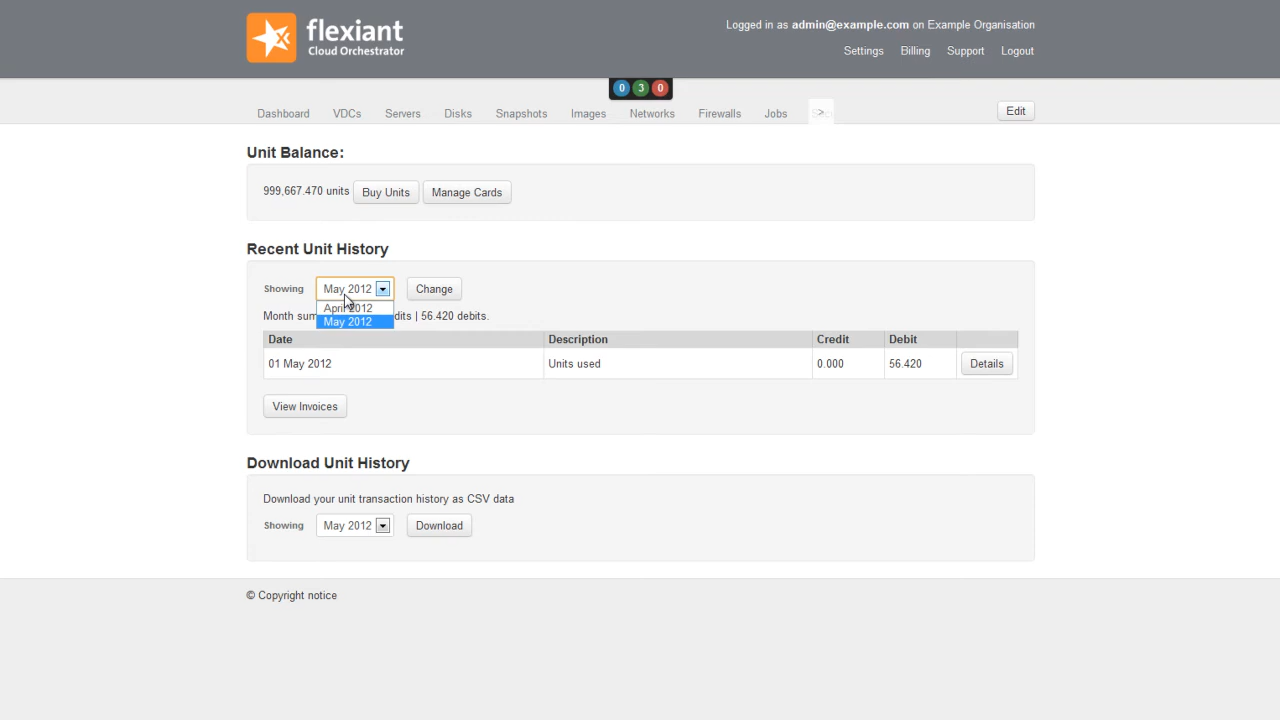 flexiant
Cloud Orchestrator
Logged in as admin@example.com on Example Organisation
Settings Billing Support Logout
0 3 0
Dashboard VDCs Servers Disks Snapshots Images Networks Firewalls Jobs > Edit
Unit Balance:
999,667.470 units Buy Units Manage Cards
Recent Unit History
Showing May 2012 Change
April 2012
Month sum dits | 56.420 debits.
May 2012
Date Description Credit Debit
01 May 2012 Units used 0.000 56.420 Details
View Invoices
Download Unit History
Download your unit transaction history as CSV data
Showing May 2012 Download
© Copyright notice